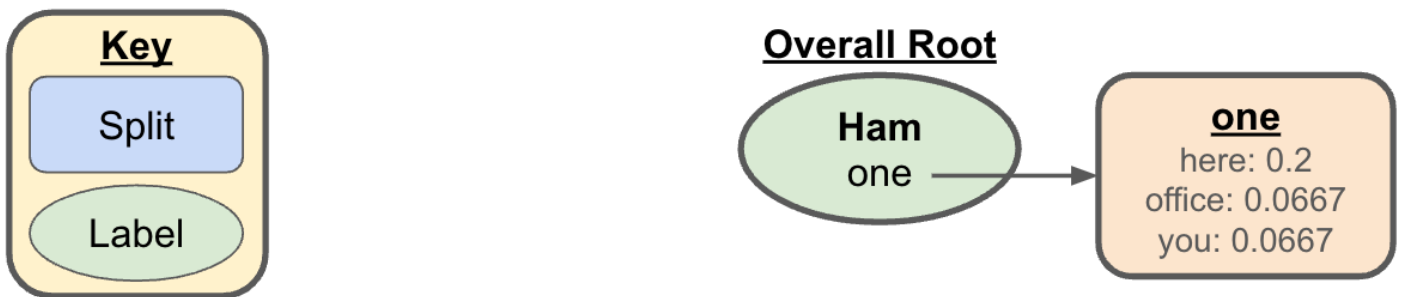 Key
Split
Label
Overall Root
Ham
one
one
here: 0.2
office: 0.0667
you: 0.0667